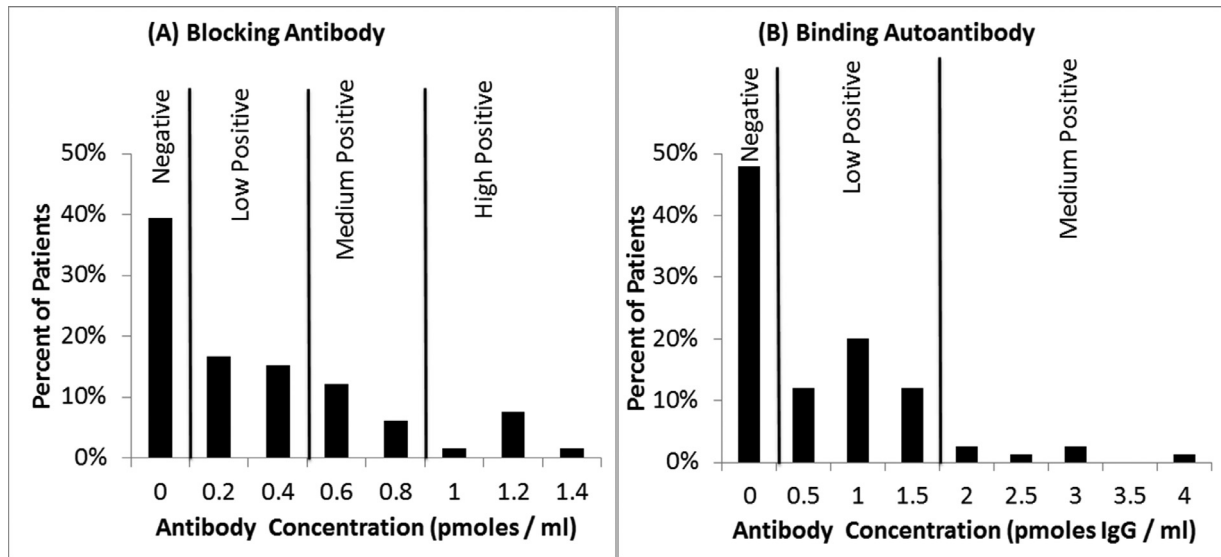 (A) Blocking Antibody
Negative
Low Positive
Medium Positive
High Positive
Percent of Patients
50%
40%
30%
20%
10%
0%
0 0.2 0.4 0.6 0.8 1 1.2 1.4
Antibody Concentration (pmoles / ml)
(B) Binding Autoantibody
Negative
Low Positive
Medium Positive
Percent of Patients
50%
40%
30%
20%
10%
0%
0 0.5 1 1.5 2 2.5 3 3.5 4
Antibody Concentration (pmoles IgG / ml)